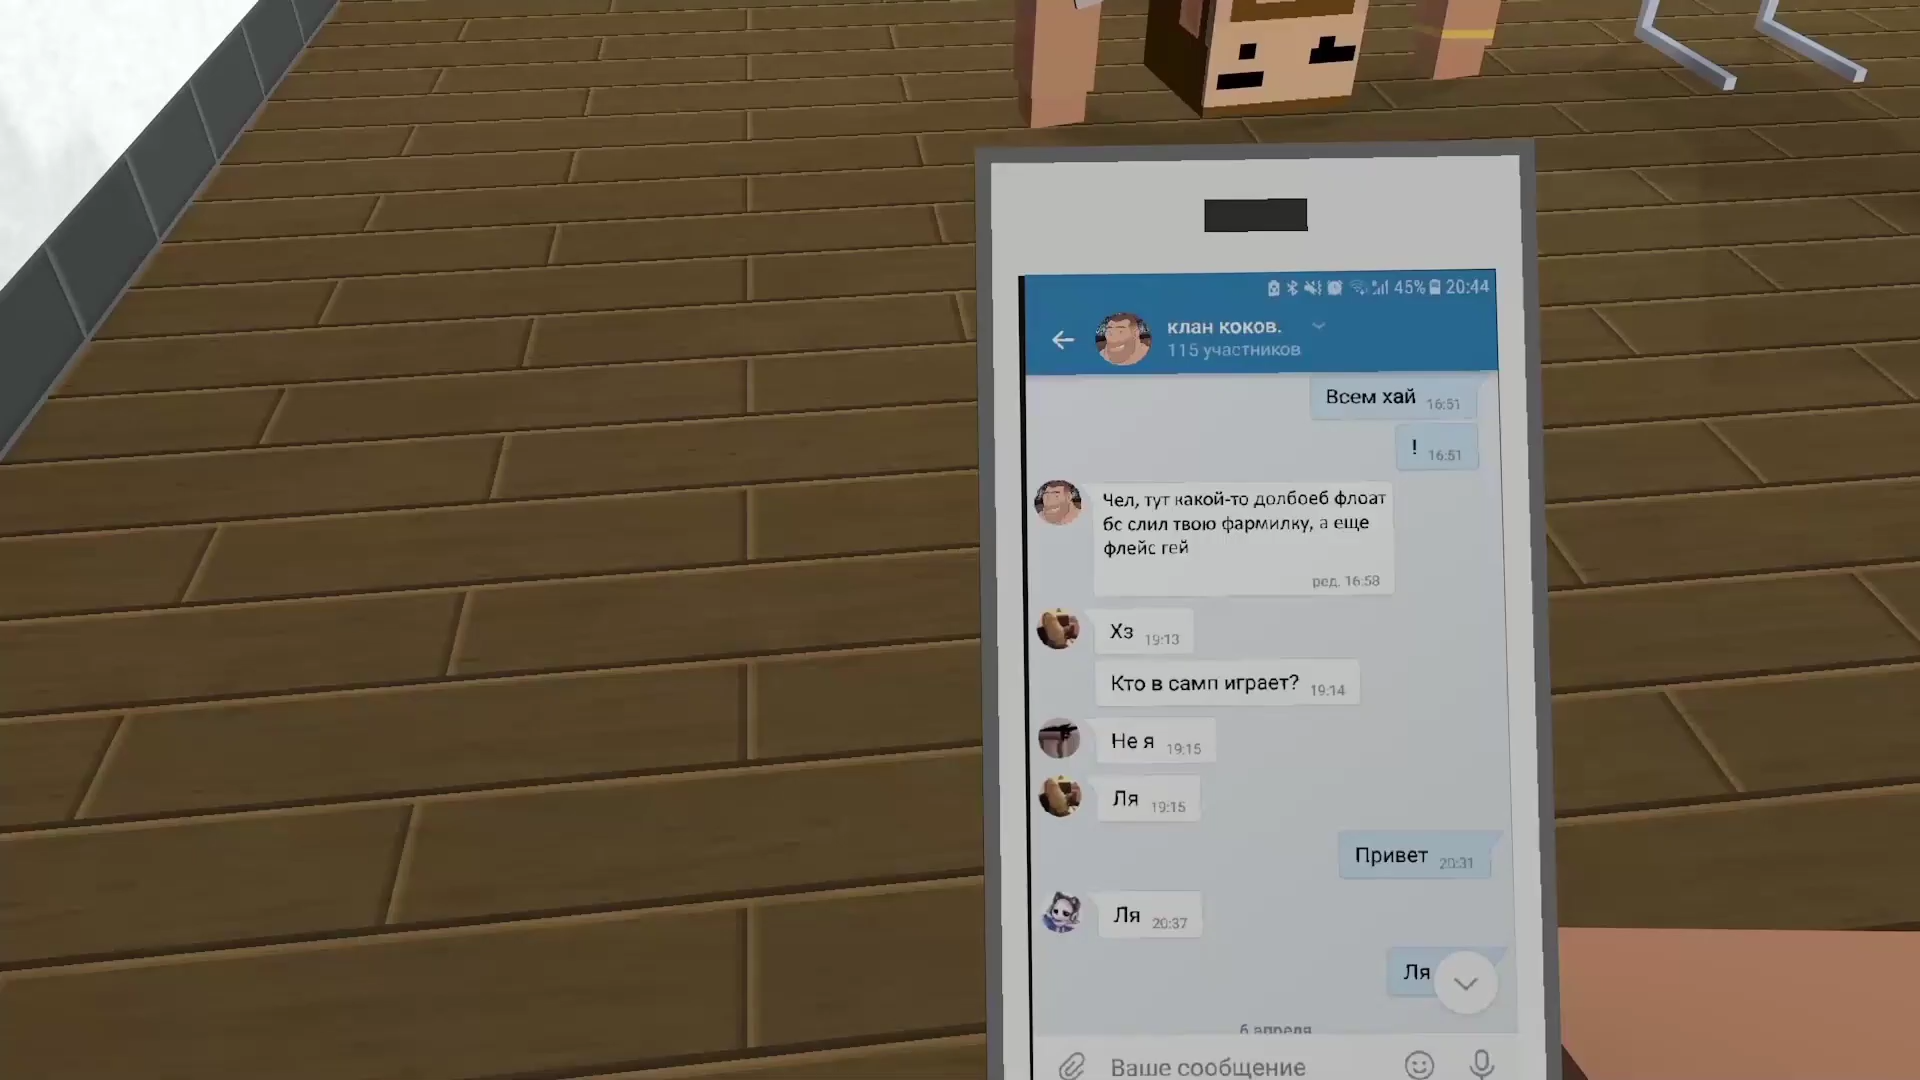 45% 20:44
клан коков.
115 участников
Всем хай 16:51
! 16:51
Чел, тут какой-то долбоеб флоат
бс слил твою фармилку, а еще
флейс гей
ред. 16:58
Хз 19:13
Кто в самп играет? 19:14
Не я 19:15
Ля 19:15
Привет 20:31
Ля 20:37
Ля
6 апреля
Ваше сообщение